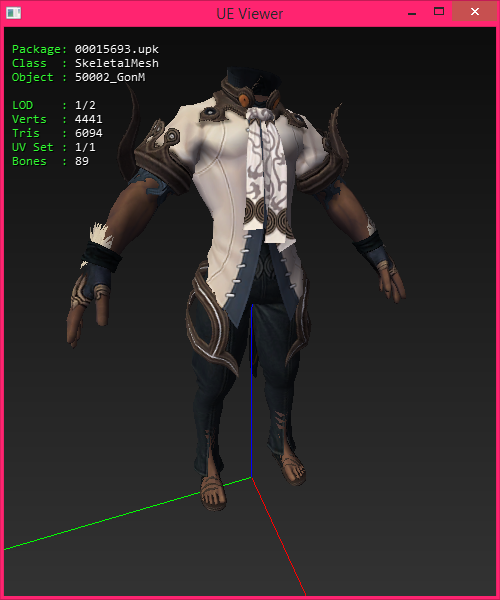 UE Viewer
Package: 00015693.upk
Class : SkeletalMesh
Object : 50002_GonM
LOD : 1/2
Verts : 4441
Tris : 6094
UV Set : 1/1
Bones : 89